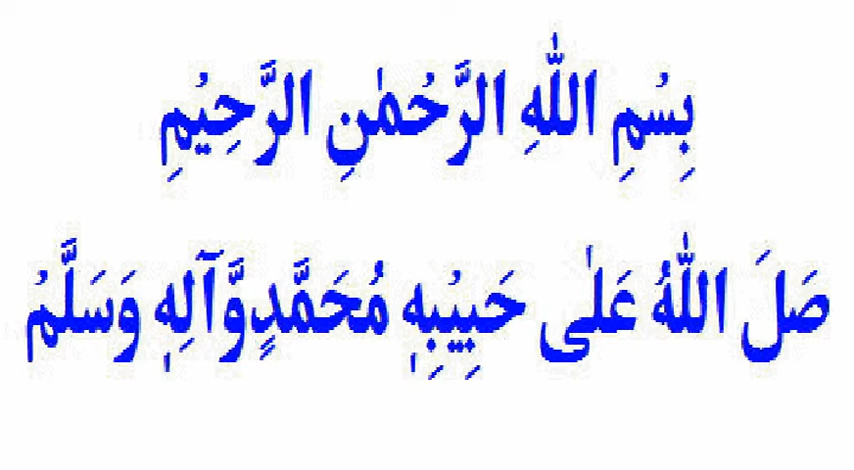 بِسْمِ اللّٰهِ الرَّحْمٰنِ الرَّحِيْمِ
صَلَ اللّٰهُ عَلٰى حَبِيْبِهٖ مُحَمَّدٍوَّآلِهٖ وَسَلَّمْ